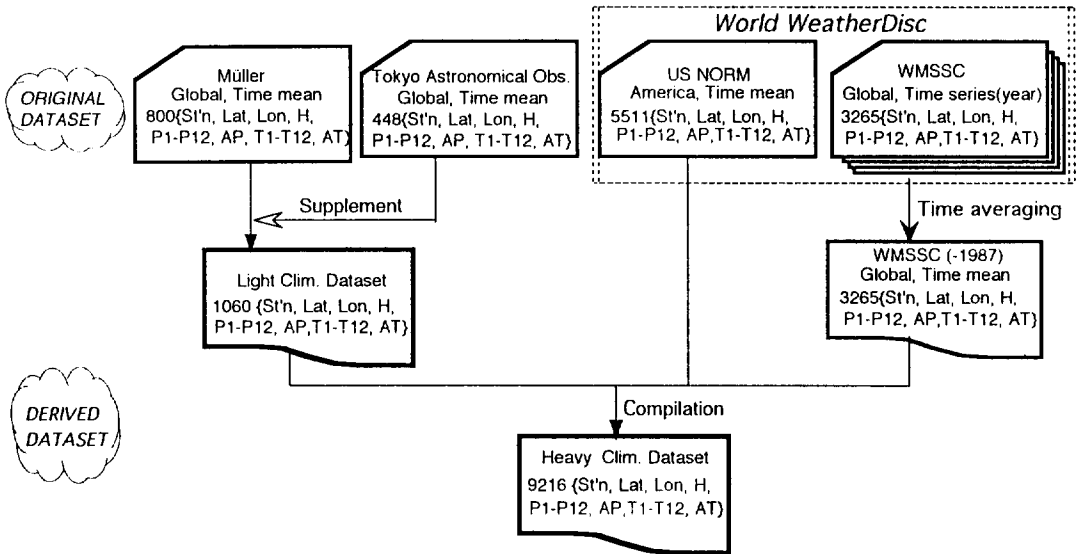 World WeatherDisc
ORIGINAL
DATASET
Müller
Global, Time mean
800{St'n, Lat, Lon, H,
P1-P12, AP, T1-T12, AT}
Tokyo Astronomical Obs.
Global, Time mean
448{St'n, Lat, Lon, H,
P1-P12, AP, T1-T12, AT}
US NORM
America, Time mean
5511{St'n, Lat, Lon, H,
P1-P12, AP,T1-T12, AT}
WMSSC
Global, Time series(year)
3265{St'n, Lat, Lon, H,
P1-P12, AP,T1-T12, AT}
Supplement
Time averaging
Light Clim. Dataset
1060 {St'n, Lat, Lon, H,
P1-P12, AP,T1-T12, AT}
WMSSC (-1987)
Global, Time mean
3265{St'n, Lat, Lon, H,
P1-P12, AP,T1-T12, AT}
DERIVED
DATASET
Compilation
Heavy Clim. Dataset
9216 {St'n, Lat, Lon, H,
P1-P12, AP,T1-T12, AT}